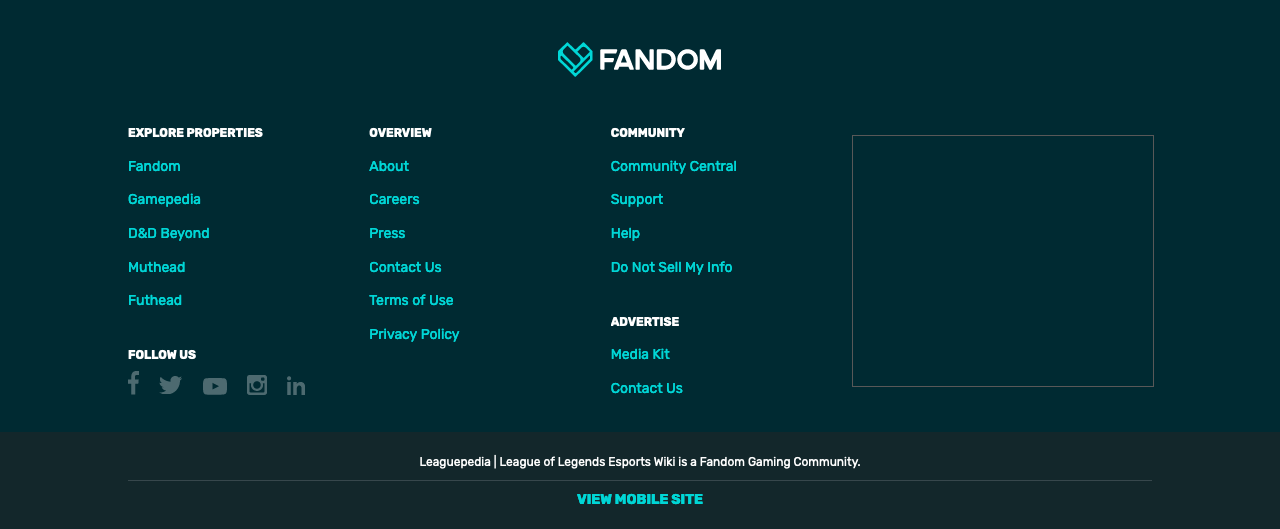 FANDOM
EXPLORE PROPERTIES
Fandom
Gamepedia
D&D Beyond
Muthead
Futhead
FOLLOW US
OVERVIEW
About
Careers
Press
Contact Us
Terms of Use
Privacy Policy
COMMUNITY
Community Central
Support
Help
Do Not Sell My Info
ADVERTISE
Media Kit
Contact Us
Leaguepedia | League of Legends Esports Wiki is a Fandom Gaming Community.
VIEW MOBILE SITE